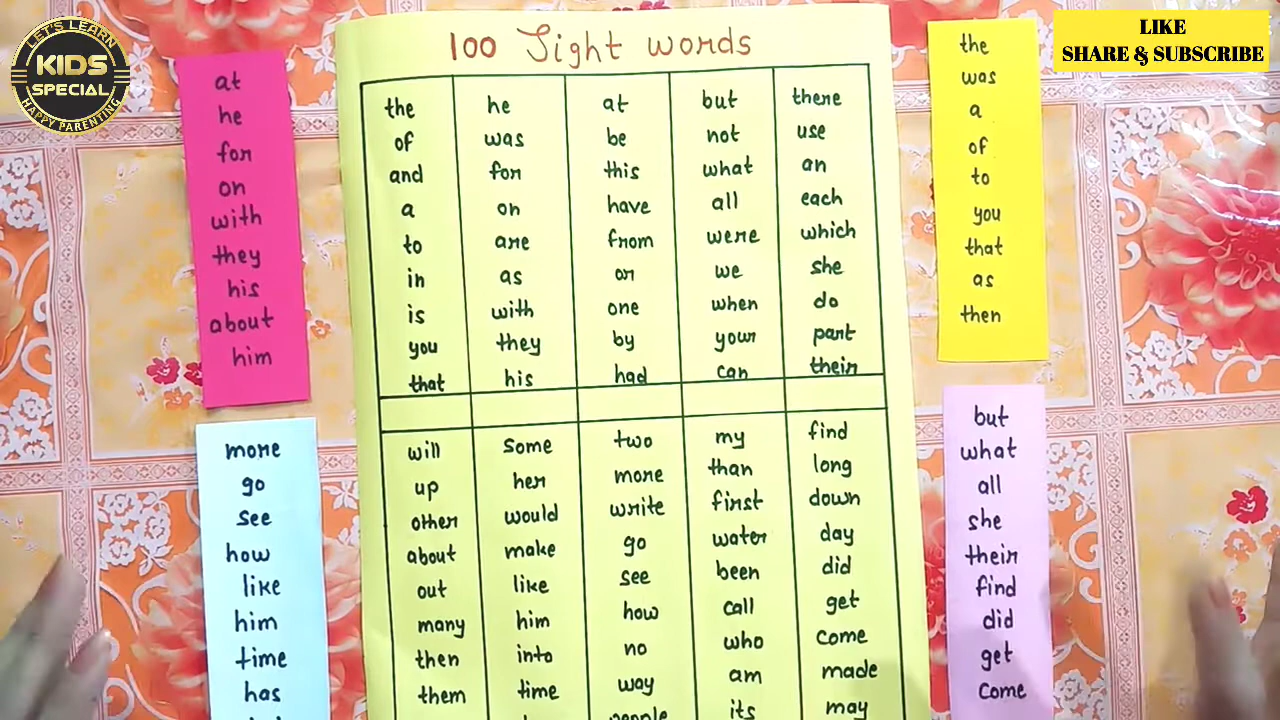 LET'S LEARN
KIDS
SPECIAL
HAPPY PARENTING
LIKE
SHARE & SUBSCRIBE
at
he
for
on
with
they
his
about
him
more
go
see
how
like
him
time
has
100 Sight words
the he at but there
of was be not use
and for this what an
a on have all each
to are from were which
in as or we she
is with one when do
you they by your part
that his had can their
will some two my find
up her more than long
other would write first down
about make go water day
out like see been did
many him how call get
then into no who come
them time way am made
people its may
the
was
a
of
to
you
that
as
then
but
what
all
she
their
find
did
get
come